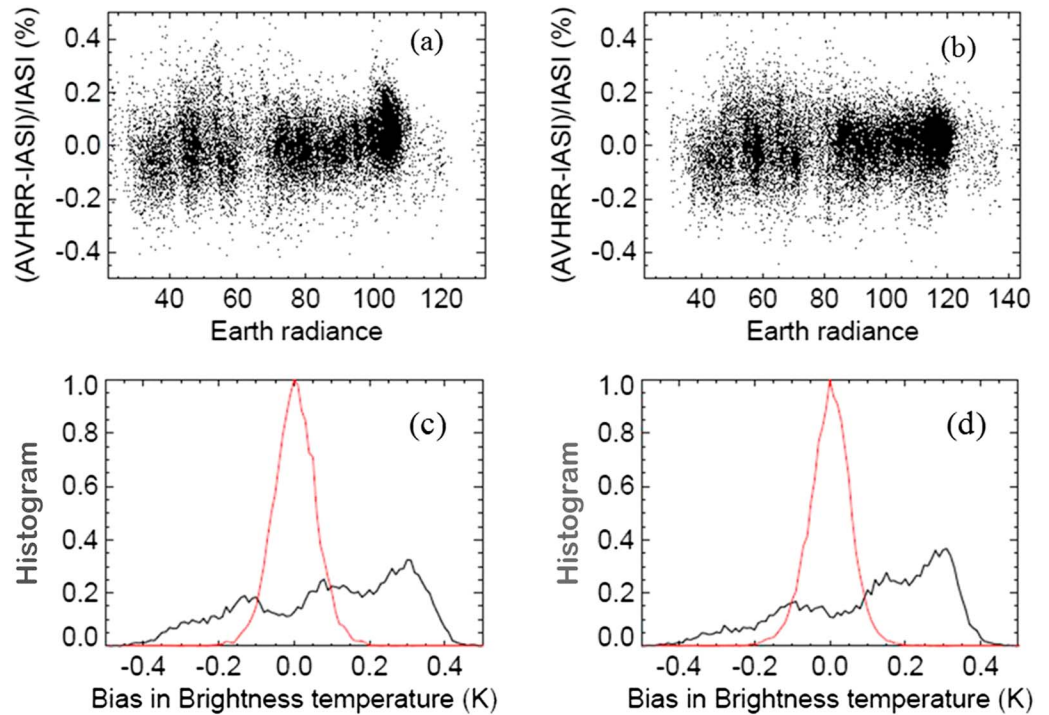 (AVHRR-IASI)/IASI (%)
0.4
0.2
0.0
-0.2
-0.4
(a)
40 60 80 100 120
Earth radiance
(AVHRR-IASI)/IASI (%)
0.4
0.2
0.0
-0.2
-0.4
(b)
40 60 80 100 120 140
Earth radiance
Histogram
1.0
0.8
0.6
0.4
0.2
0.0
(c)
-0.4 -0.2 0.0 0.2 0.4
Bias in Brightness temperature (K)
Histogram
1.0
0.8
0.6
0.4
0.2
0.0
(d)
-0.4 -0.2 0.0 0.2 0.4
Bias in Brightness temperature (K)